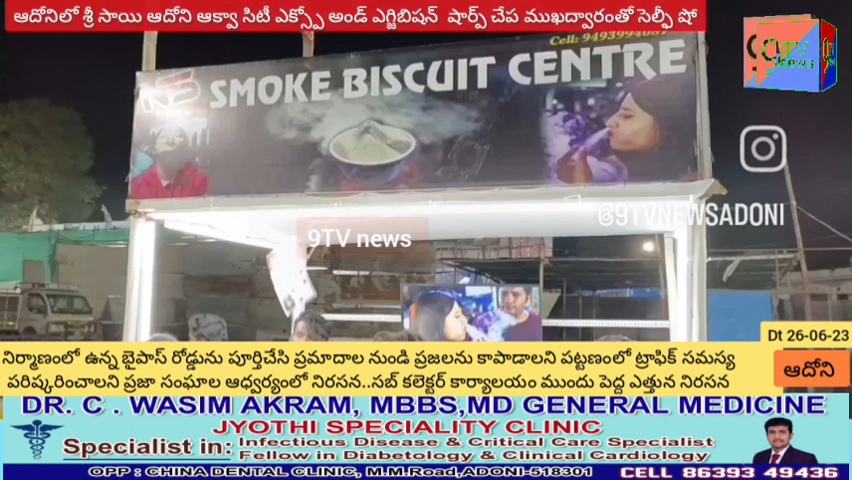 ఆదోనిలో శ్రీ సాయి ఆదోని ఆక్వా సిటీ ఎక్స్పో అండ్ ఎగ్జిబిషన్ షార్ప్ చేప ముఖద్వారంతో సెల్ఫీ షో
SMOKE BISCUIT CENTRE
@9TVNEWSADONI
9TV news
Dt 26-06-23
నిర్మాణంలో ఉన్న బైపాస్ రోడ్డును పూర్తిచేసి ప్రమాదాల నుండి ప్రజలను కాపాడాలని పట్టణంలో ట్రాఫిక్ సమస్య
పరిష్కరించాలని ప్రజా సంఘాల ఆధ్వర్యంలో నిరసన..సబ్ కలెక్టర్ కార్యాలయం ముందు పెద్ద ఎత్తున నిరసన
ఆదోని
DR. C . WASIM AKRAM, MBBS,MD GENERAL MEDICINE
JYOTHI SPECIALITY CLINIC
Specialist in: Infectious Disease & Critical Care Specialist
Fellow in Diabetology & Clinical Cardiology
OPP : CHINA DENTAL CLINIC, M.M.Road,ADONI-518301 CELL 86393 49436